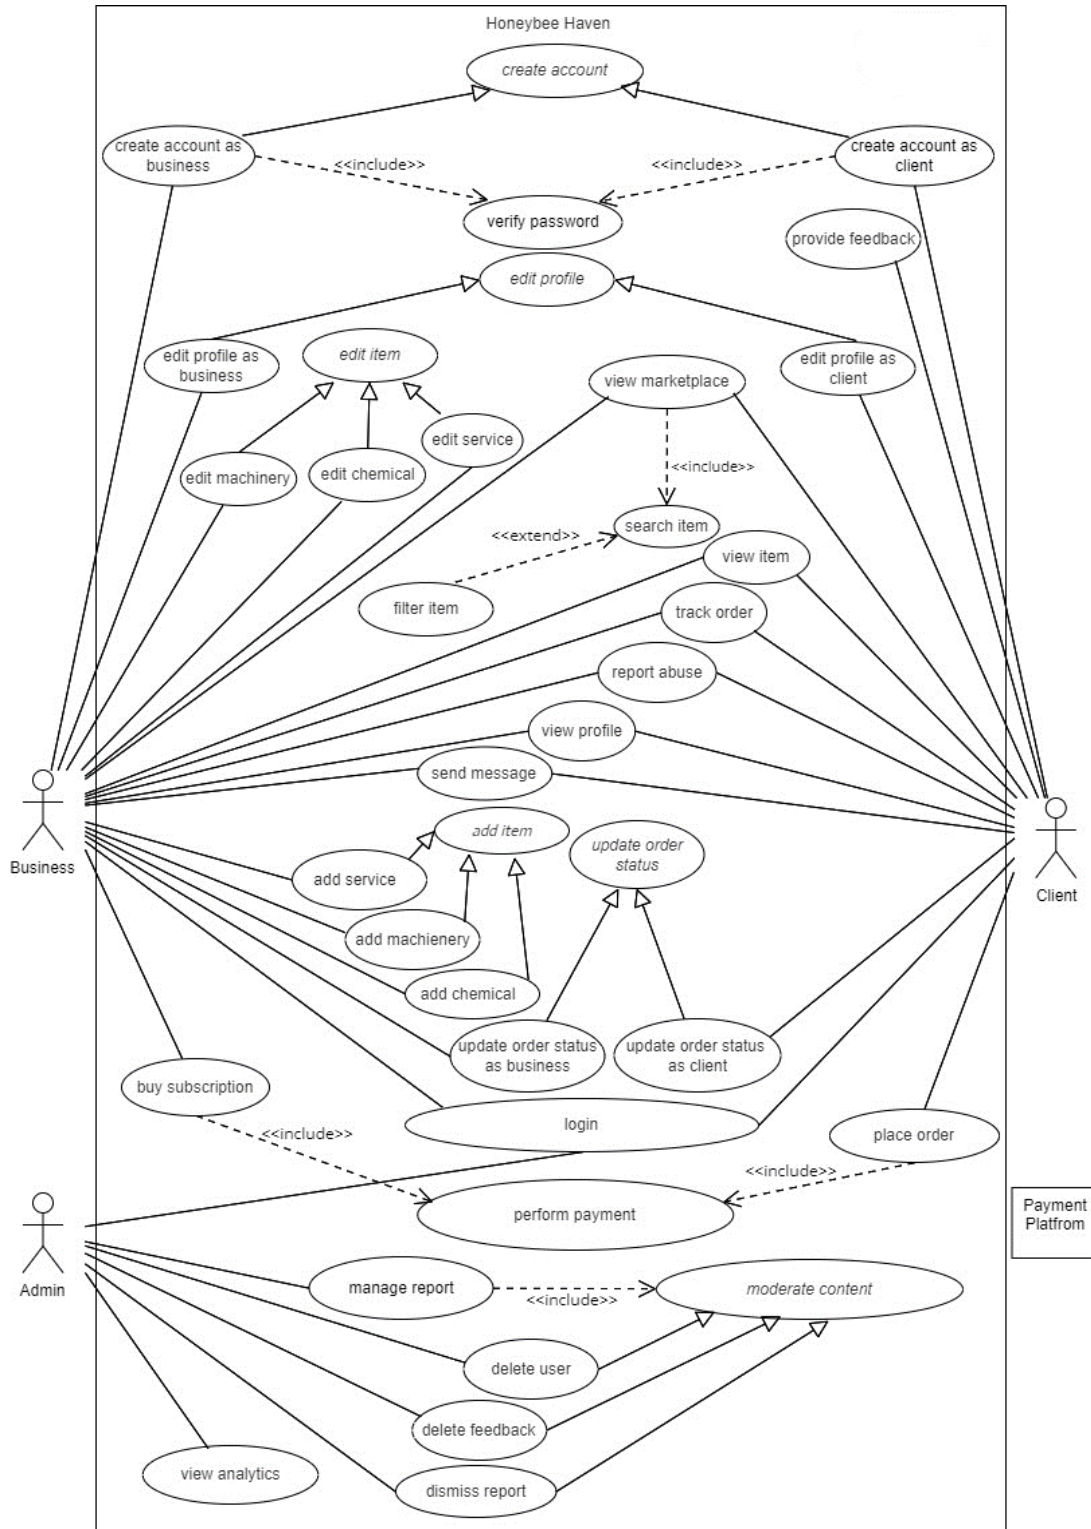 Honeybee Haven
create account
create account as
business
create account as
client
<<include>>
<<include>>
verify password
provide feedback
edit profile
edit profile as
business
edit item
view marketplace
edit profile as
client
edit service
edit machinery
edit chemical
<<include>>
search item
<<extend>>
view item
filter item
track order
report abuse
view profile
send message
Business
Client
add item
update order
status
add service
add machienery
add chemical
update order status
as business
update order status
as client
buy subscription
login
<<include>>
place order
<<include>>
perform payment
Payment
Platfrom
Admin
manage report
<<include>>
moderate content
delete user
delete feedback
view analytics
dismiss report